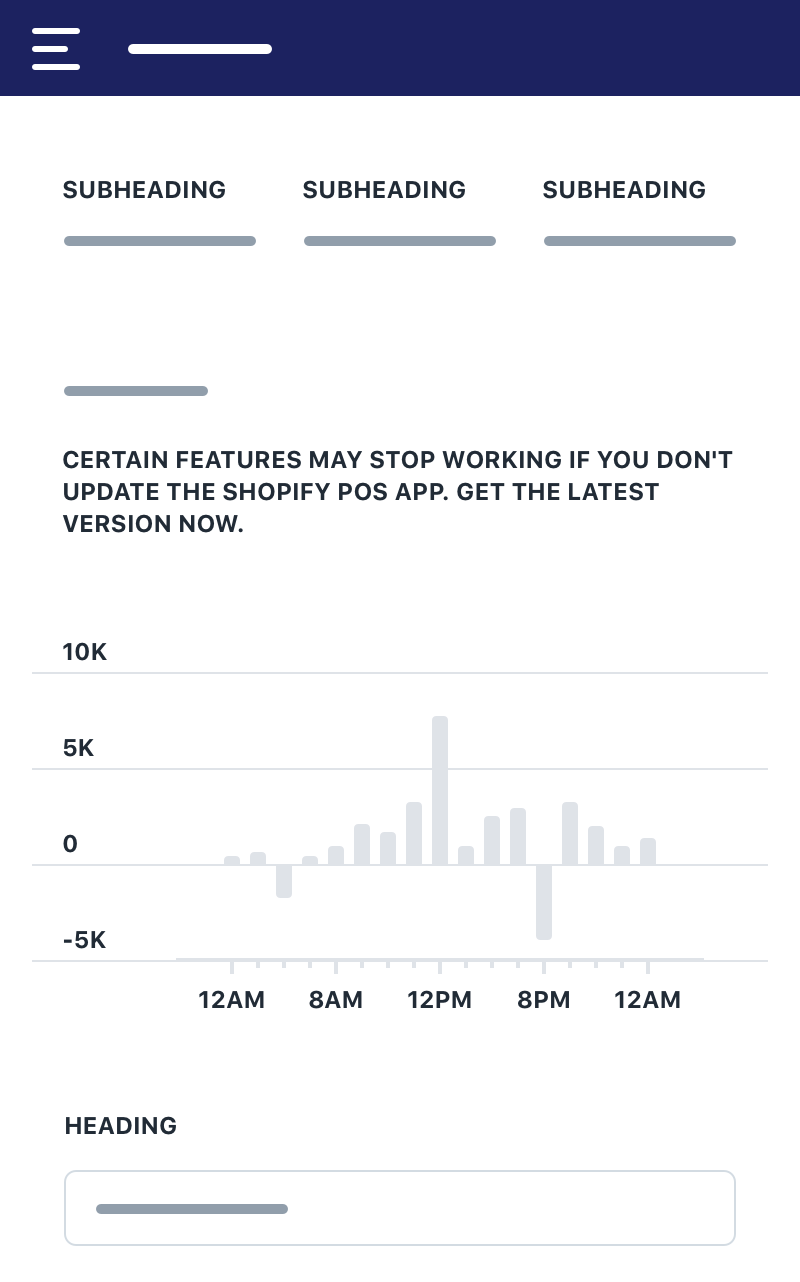 SUBHEADING SUBHEADING SUBHEADING
CERTAIN FEATURES MAY STOP WORKING IF YOU DON'T
UPDATE THE SHOPIFY POS APP. GET THE LATEST
VERSION NOW.
10K
5K
0
-5K
12AM 8AM 12PM 8PM 12AM
HEADING